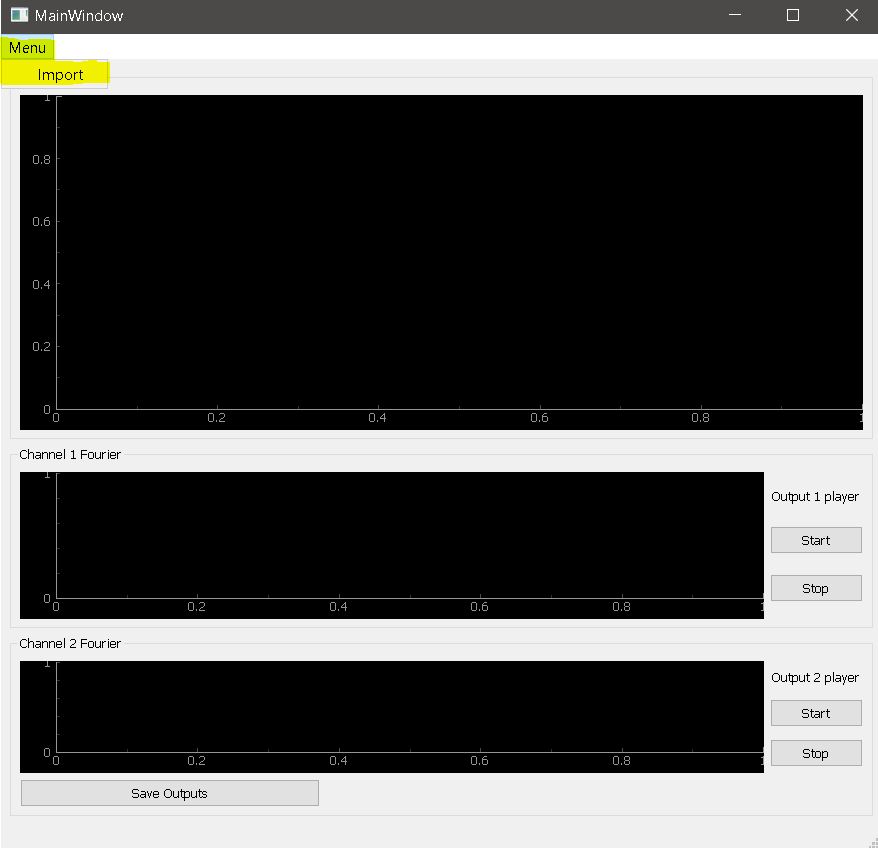 MainWindow
Menu
Import
1
0.8
0.6
0.4
0.2
0
0 0.2 0.4 0.6 0.8 1
Channel 1 Fourier
1
0
0 0.2 0.4 0.6 0.8 1
Output 1 player
Start
Stop
Channel 2 Fourier
1
0
0 0.2 0.4 0.6 0.8 1
Output 2 player
Start
Stop
Save Outputs